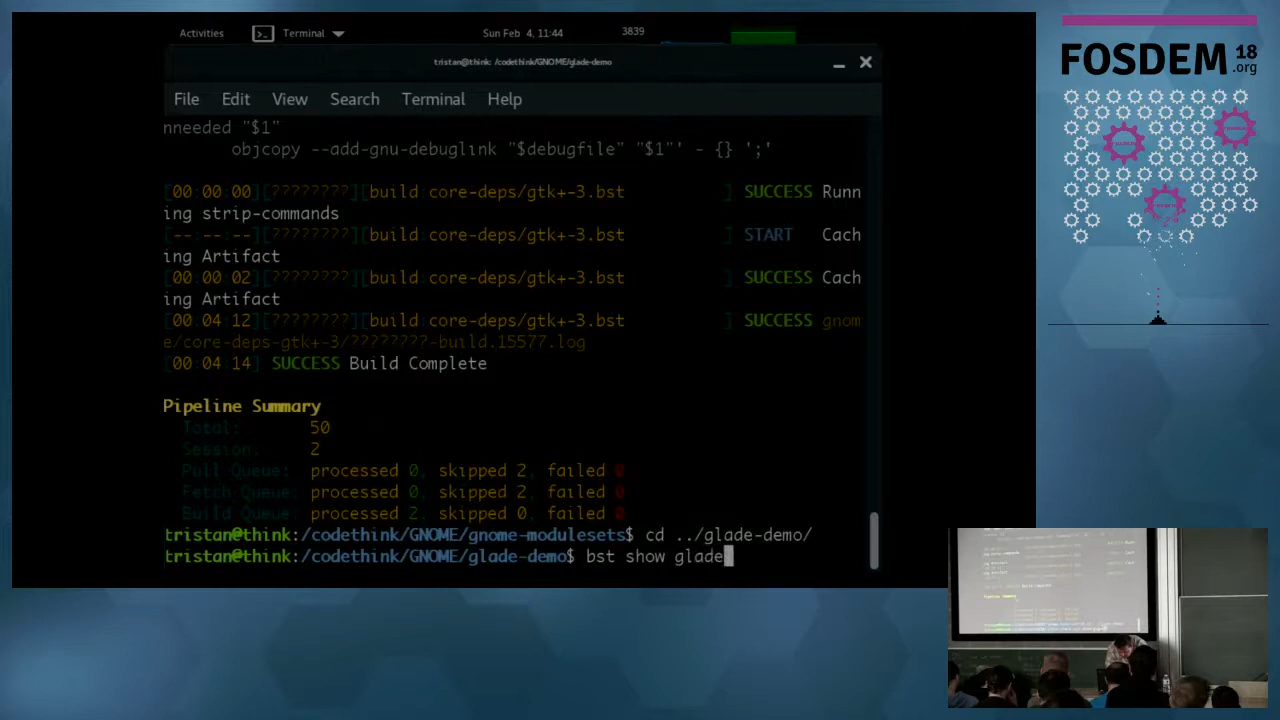 Activities Terminal Sun Feb 4, 11:44 3839
tristan@think: /codethink/GNOME/glade-demo
File Edit View Search Terminal Help
nneeded "$1"
objcopy --add-gnu-debuglink "$debugfile" "$1"' - {} ';'
[00:00:00][????????][build:core-deps/gtk+-3.bst ] SUCCESS Runn
ing strip-commands
[--:--:--][????????][build:core-deps/gtk+-3.bst ] START Cach
ing Artifact
[00:00:02][????????][build:core-deps/gtk+-3.bst ] SUCCESS Cach
ing Artifact
[00:04:12][????????][build:core-deps/gtk+-3.bst ] SUCCESS gnom
e/core-deps-gtk+-3/????????-build.15577.log
[00:04:14] SUCCESS Build Complete
Pipeline Summary
Total: 50
Session: 2
Pull Queue: processed 0, skipped 2, failed 0
Fetch Queue: processed 0, skipped 2, failed 0
Build Queue: processed 2, skipped 0, failed 0
tristan@think:/codethink/GNOME/gnome-modulesets$ cd ../glade-demo/
tristan@think:/codethink/GNOME/glade-demo$ bst show glade
FOSDEM 18
.org